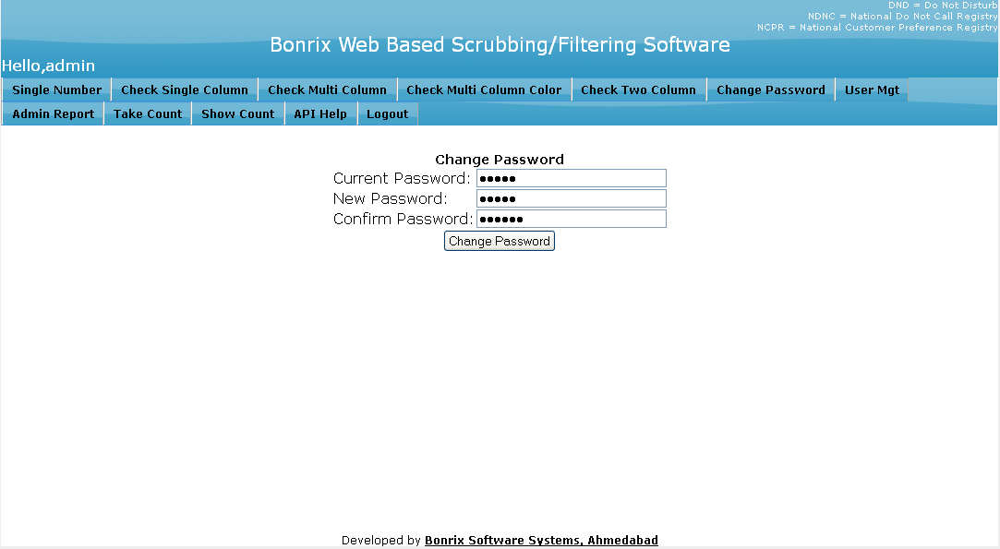 DND = Do Not Disturb
NDNC = National Do Not Call Registry
NCPR = National Customer Preference Registry
Bonrix Web Based Scrubbing/Filtering Software
Hello,admin
Single Number Check Single Column Check Multi Column Check Multi Column Color Check Two Column Change Password User Mgt
Admin Report Take Count Show Count API Help Logout
Change Password
Current Password: •••••
New Password: •••••
Confirm Password: ••••••
Change Password
Developed by Bonrix Software Systems, Ahmedabad